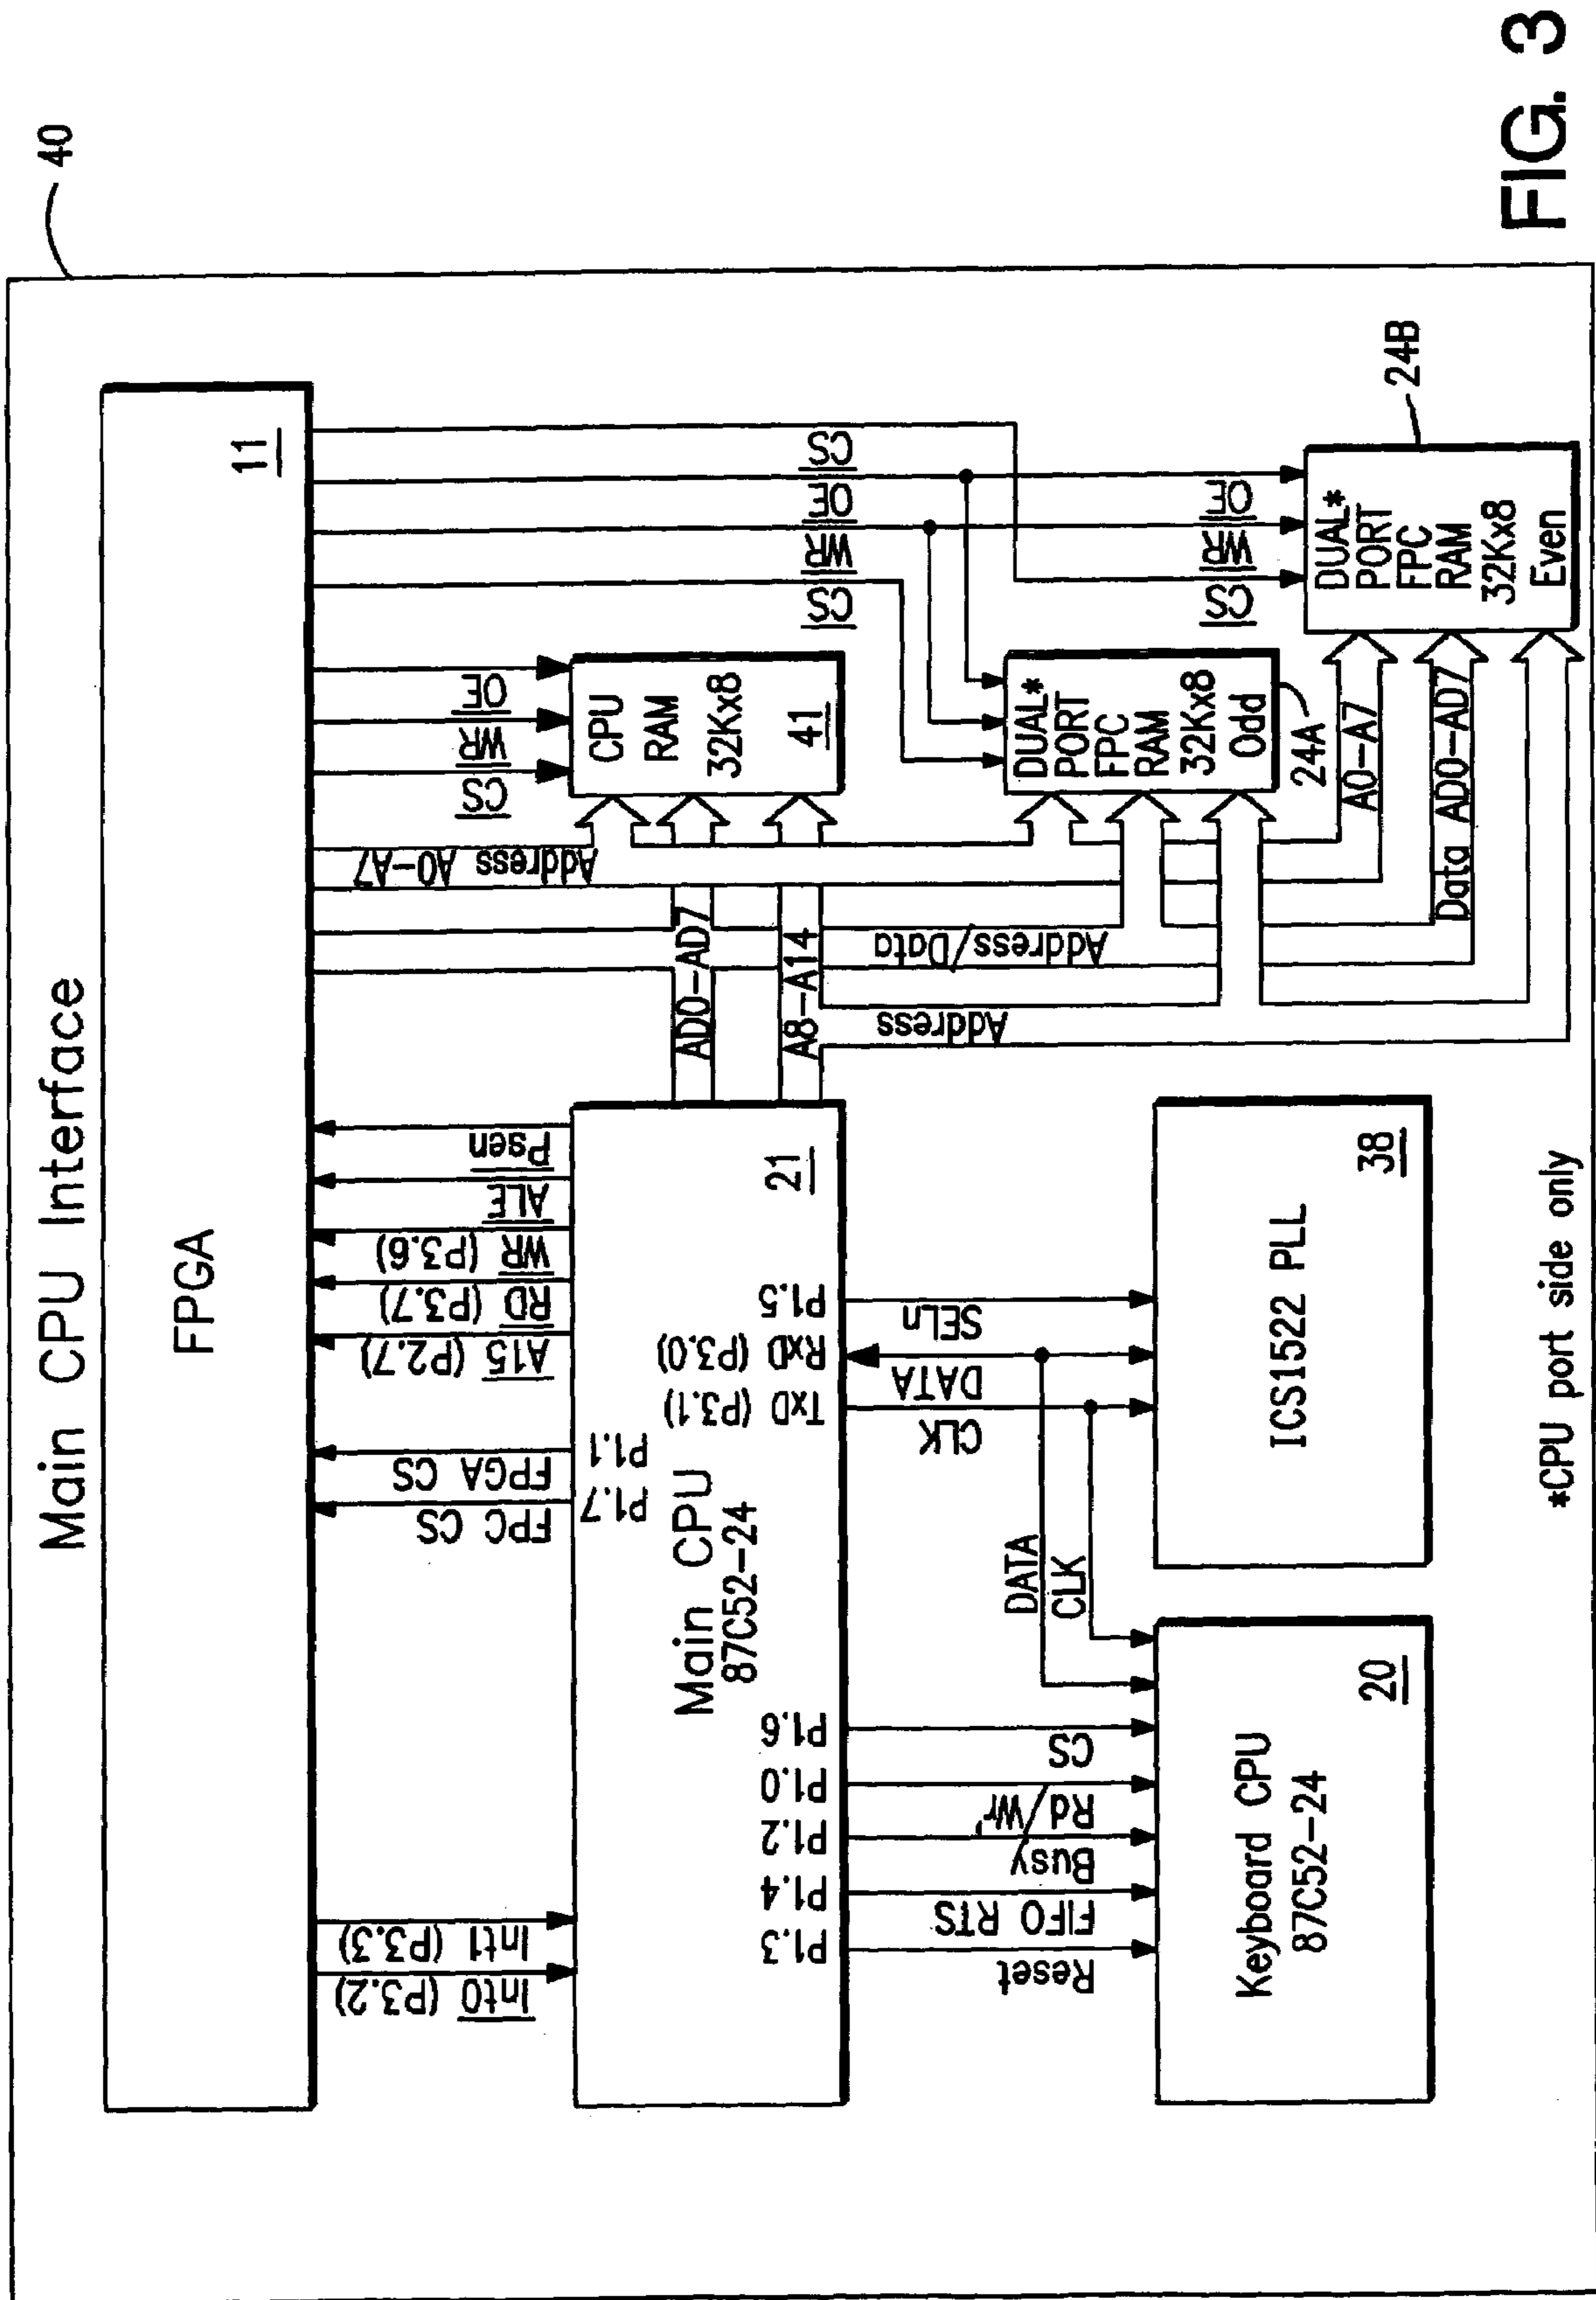 Main CPU Interface
40
FPGA
11
Int0 (P3.2)
Int1 (P3.3)
FPC CS
FPGA CS
A15 (P2.7)
RD (P3.7)
WR (P3.6)
ALE
Psen
P1.7
P1.1
Main CPU
87C52-24
21
P1.3
P1.4
P1.2
P1.0
P1.6
TxD (P3.1)
RxD (P3.0)
P1.5
Reset
FIFO RTS
Busy
Rd/Wr'
CS
DATA
CLK
CLK
DATA
SELn
Keyboard CPU
87C52-24
20
ICS1522 PLL
38
AD0-AD7
A8-A14
Address A0-A7
Address/Data
Address
CS
WR
OE
CPU
RAM
32Kx8
41
CS
WR
OE
CS
DUAL*
PORT
FPC
RAM
32Kx8
Odd
24A
CS
WR
OE
A0-A7
Data AD0-AD7
DUAL*
PORT
FPC
RAM
32Kx8
Even
24B
*CPU port side only
FIG. 3